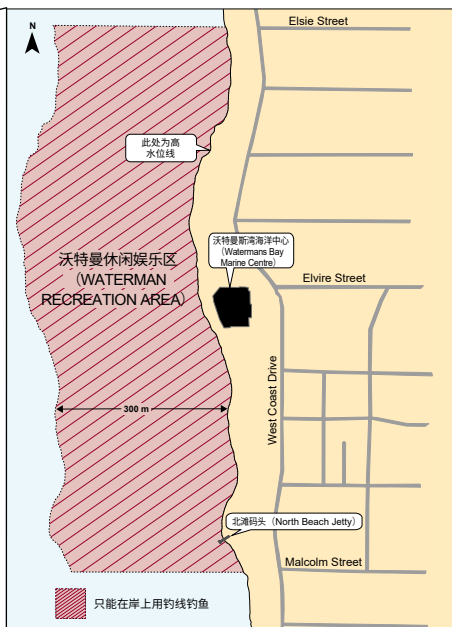 N
Elsie Street
此处为高
水位线
沃特曼斯湾海洋中心
（Watermans Bay
Marine Centre）
沃特曼休闲娱乐区
（WATERMAN
RECREATION AREA）
Elvire Street
West Coast Drive
300 m
北滩码头（North Beach Jetty）
Malcolm Street
只能在岸上用钓线钓鱼